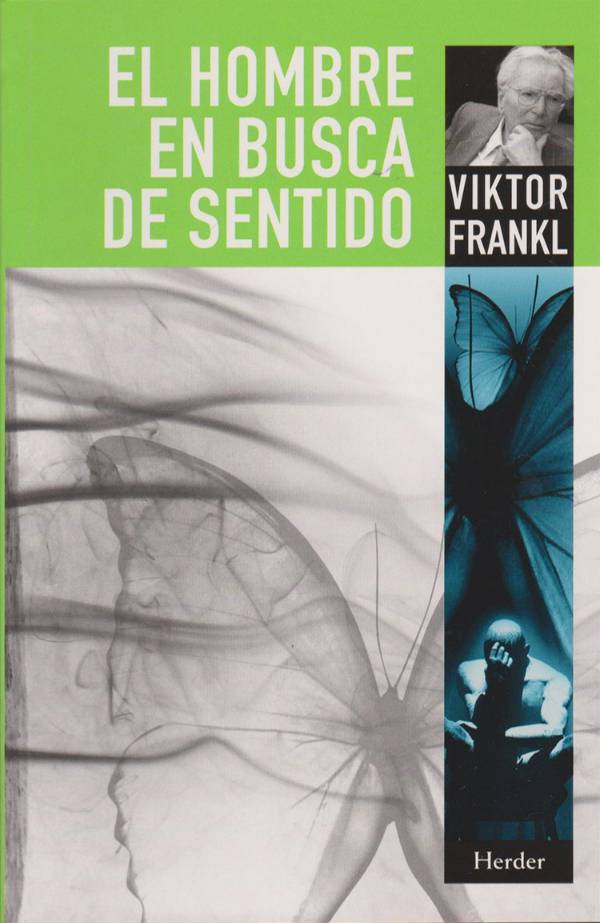 EL HOMBRE
EN BUSCA
DE SENTIDO
VIKTOR
FRANKL
Herder